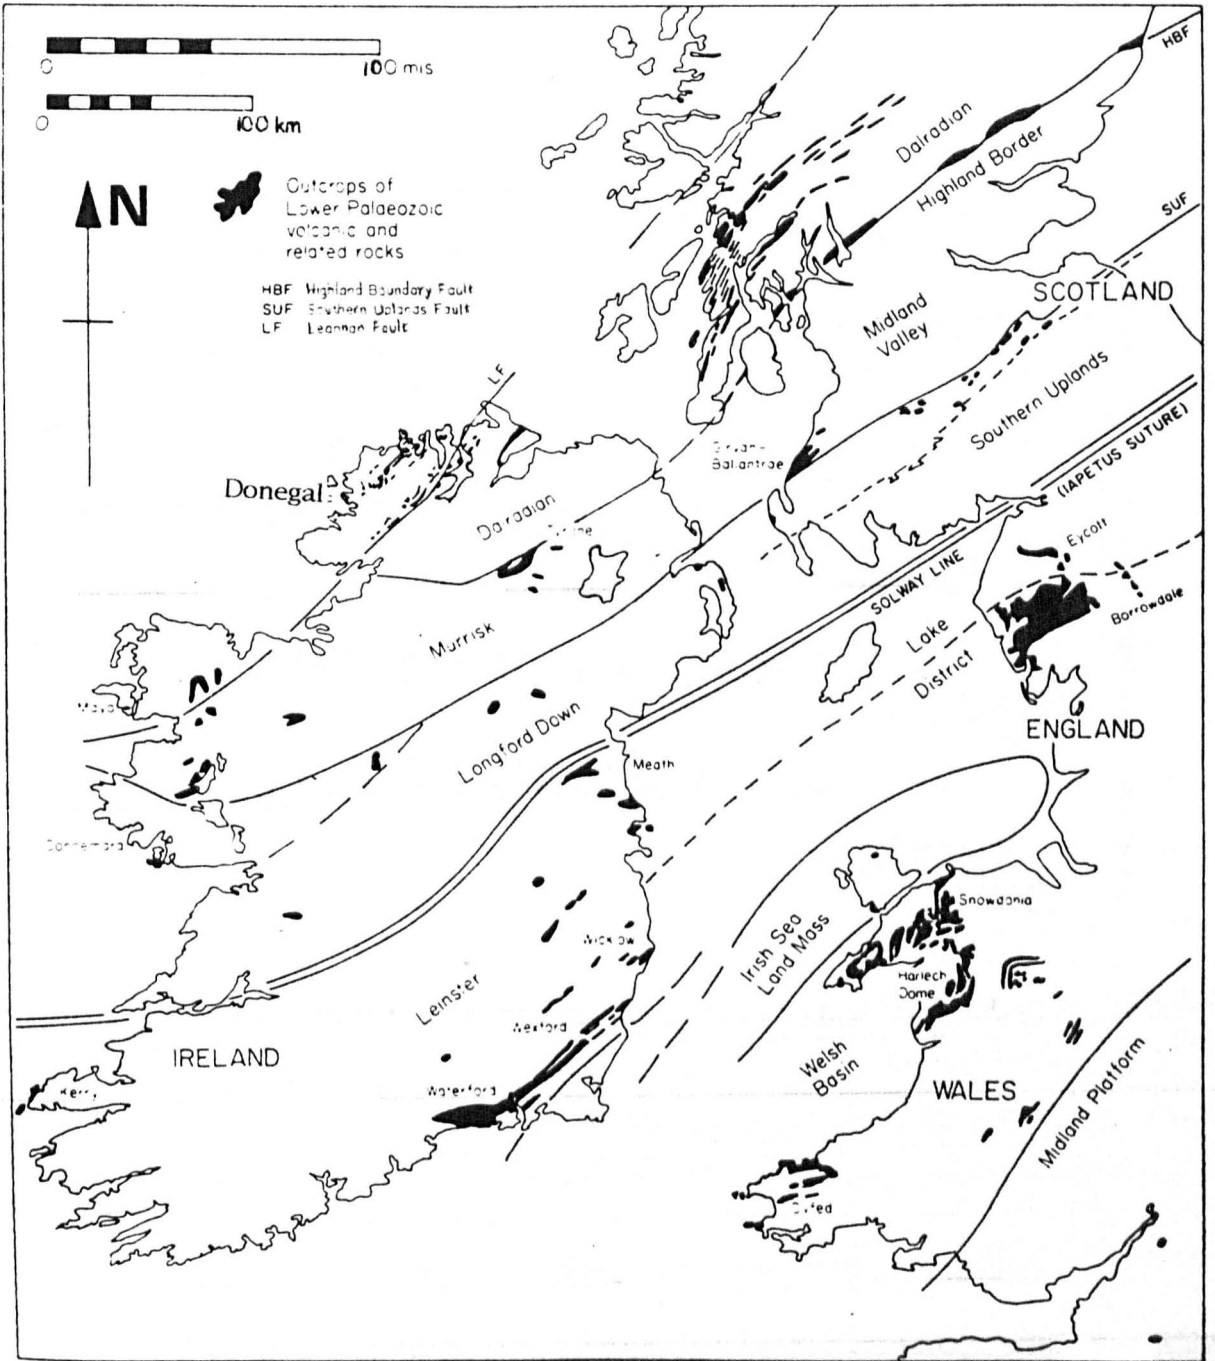 0 100 mis
0 100 km
N
Outcrops of
Lower Palaeozoic
volcanic and
related rocks
HBF Highland Boundary Fault
SUF Southern Uplands Fault
LF Leannan Fault
HBF
Dalradian
Highland Border
SUF
SCOTLAND
Midland
Valley
Southern Uplands
LF
Donegal
Dalradian
Girvan-
Ballantrae
(IAPETUS SUTURE)
SOLWAY LINE
Eycott
Borrowdale
Lake
District
Murrisk
Mayo
Longford Down
ENGLAND
Meath
Connemara
Snowdonia
Irish Sea
Land Mass
Harlech
Dome
Wicklow
Leinster
Wexford
IRELAND
Waterford
Kerry
Welsh
Basin
WALES
Midland Platform
Dyfed